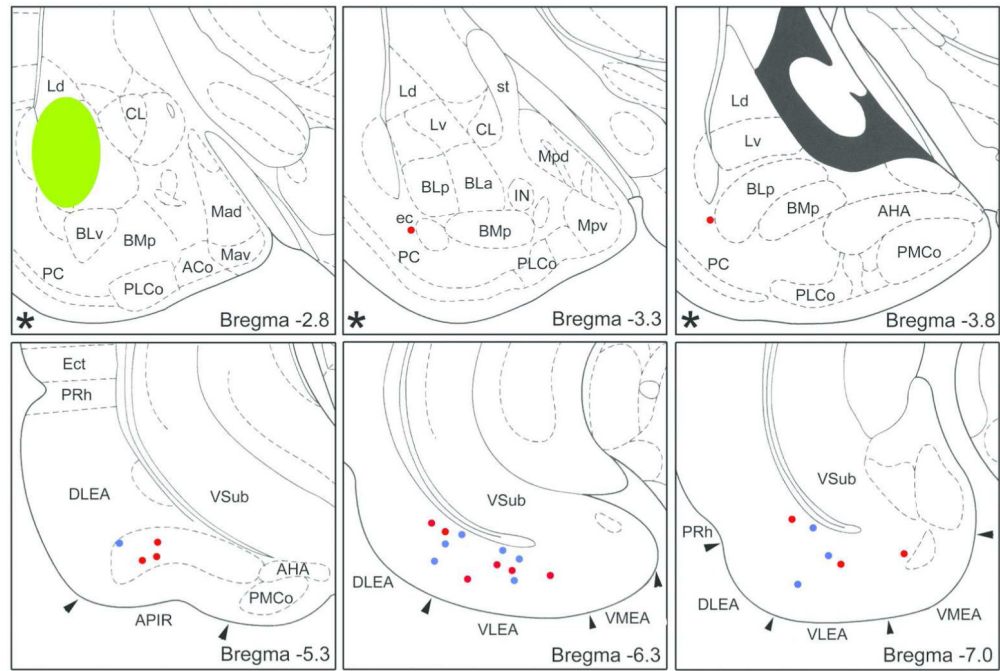 Ld
CL
BLv
BMp
Mad
Mav
ACo
PC
PLCo
* Bregma -2.8
Ld
st
Lv
CL
Mpd
BLp
BLa
IN
ec
BMp
Mpv
PC
PLCo
* Bregma -3.3
Ld
Lv
BLp
BMp
AHA
PC
PMCo
PLCo
* Bregma -3.8
Ect
PRh
DLEA
VSub
AHA
PMCo
APIR
Bregma -5.3
VSub
DLEA
VLEA
VMEA
Bregma -6.3
VSub
PRh
DLEA
VLEA
VMEA
Bregma -7.0